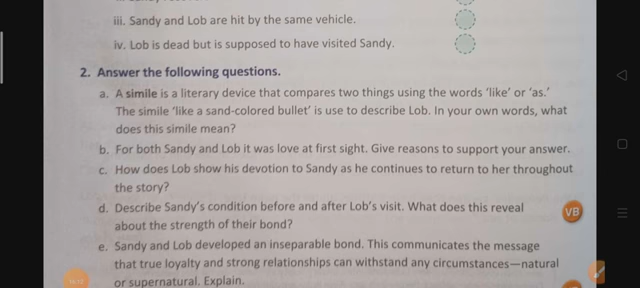 iii. Sandy and Lob are hit by the same vehicle.
iv. Lob is dead but is supposed to have visited Sandy.
2. Answer the following questions.
a. A simile is a literary device that compares two things using the words 'like' or 'as.'
The simile 'like a sand-colored bullet' is use to describe Lob. In your own words, what
does this simile mean?
b. For both Sandy and Lob it was love at first sight. Give reasons to support your answer.
c. How does Lob show his devotion to Sandy as he continues to return to her throughout
the story?
d. Describe Sandy's condition before and after Lob's visit. What does this reveal
about the strength of their bond?
VB
e. Sandy and Lob developed an inseparable bond. This communicates the message
that true loyalty and strong relationships can withstand any circumstances—natural
or supernatural. Explain.